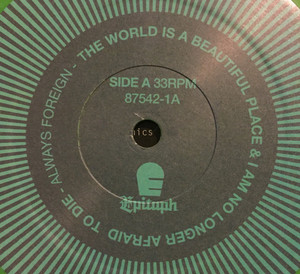 ALWAYS FOREIGN - THE WORLD IS A BEAUTIFUL PLACE & I AM NO LONGER AFRAID TO DIE -
SIDE A 33RPM
87542-1A
Epitaph